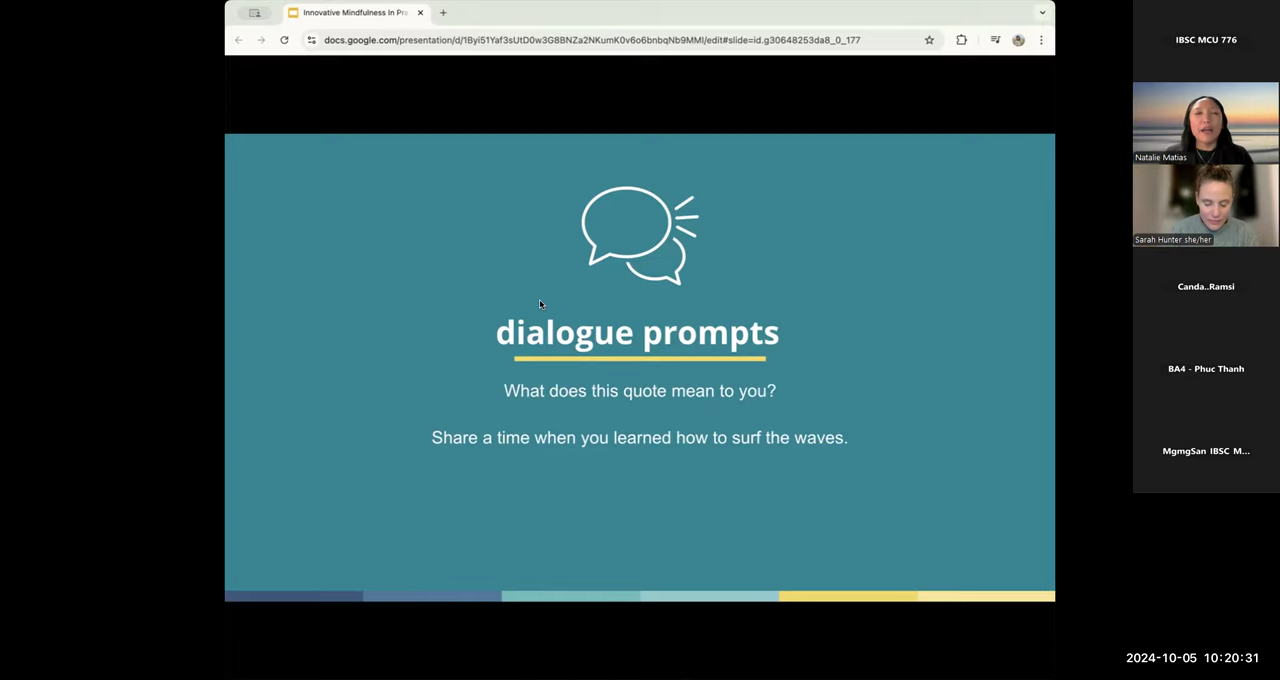 Innovative Mindfulness In Pra
docs.google.com/presentation/d/1Byi51Yaf3sUtD0w3G8BNZa2NKumK0v6o6bnbqNb9MMI/edit#slide=id.g30648253da8_0_177
dialogue prompts
What does this quote mean to you?
Share a time when you learned how to surf the waves.
IBSC MCU 776
Natalie Matias
Sarah Hunter she/her
Canda..Ramsi
BA4 - Phuc Thanh
MgmgSan IBSC M...
2024-10-05 10:20:31